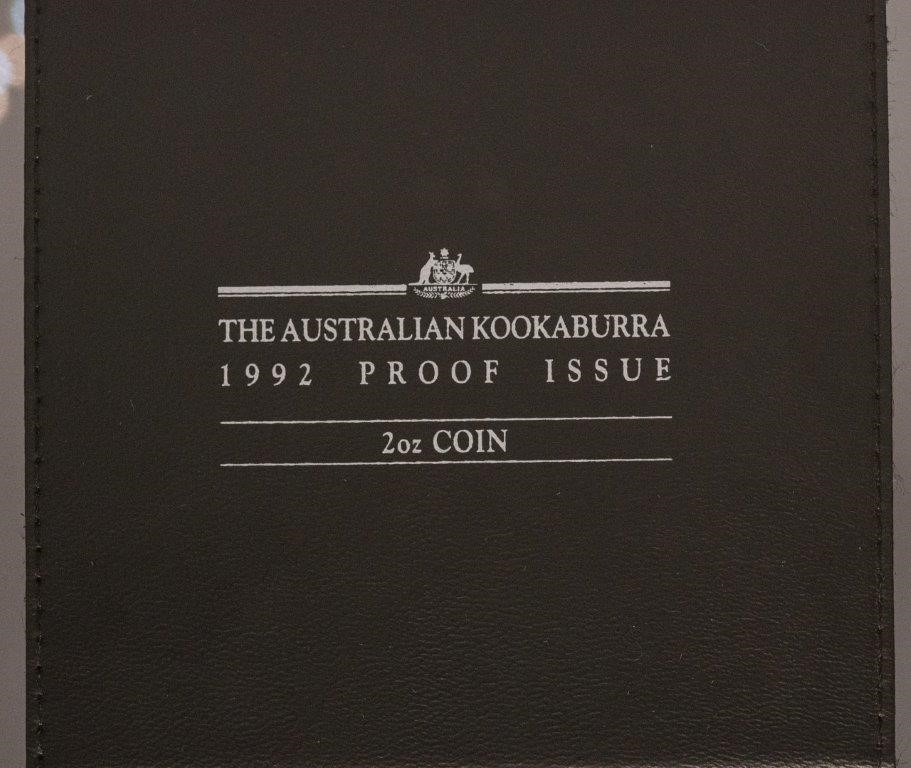 AUSTRALIA
THE AUSTRALIAN KOOKABURRA
1992 PROOF ISSUE
2oz COIN